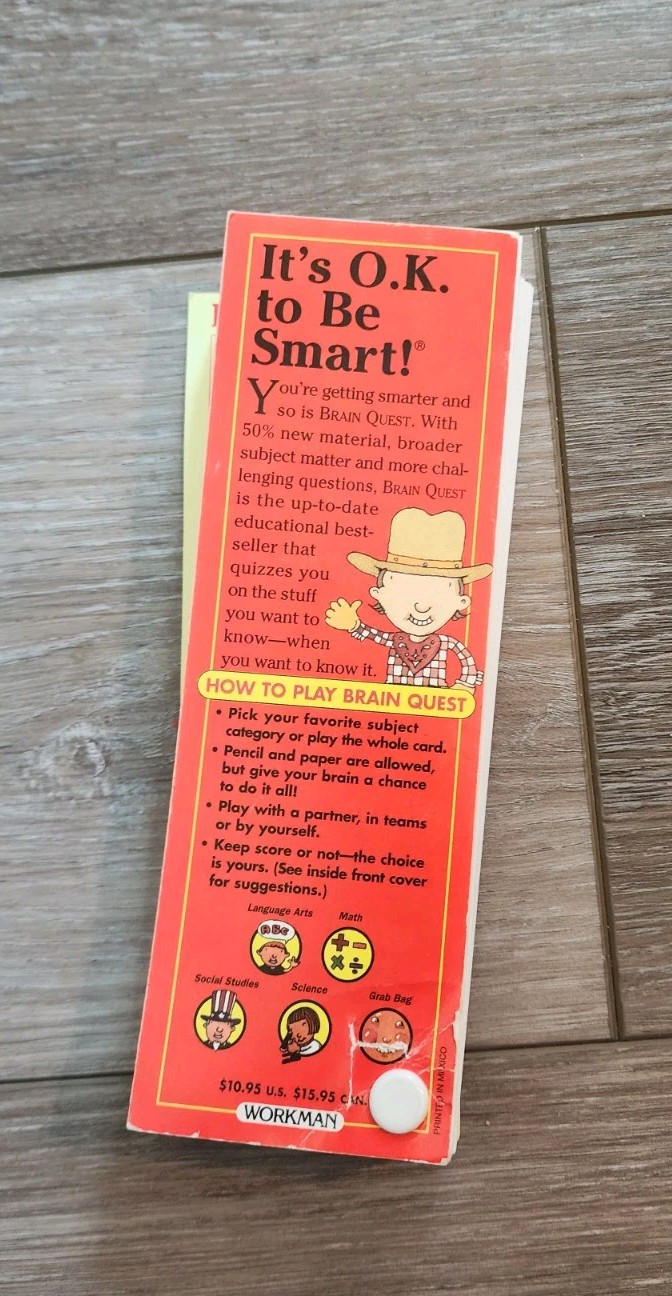 It's O.K.
to Be
Smart!®
You're getting smarter and
so is BRAIN QUEST. With
50% new material, broader
subject matter and more chal-
lenging questions, BRAIN QUEST
is the up-to-date
educational best-
seller that
quizzes you
on the stuff
you want to
know—when
you want to know it.
HOW TO PLAY BRAIN QUEST
• Pick your favorite subject
category or play the whole card.
• Pencil and paper are allowed,
but give your brain a chance
to do it all!
• Play with a partner, in teams
or by yourself.
• Keep score or not—the choice
is yours. (See inside front cover
for suggestions.)
Language Arts
Math
ABC
+ −
× ÷
Social Studies
Science
Grab Bag
$10.95 U.S. $15.95 CAN.
WORKMAN
PRINTED IN MEXICO